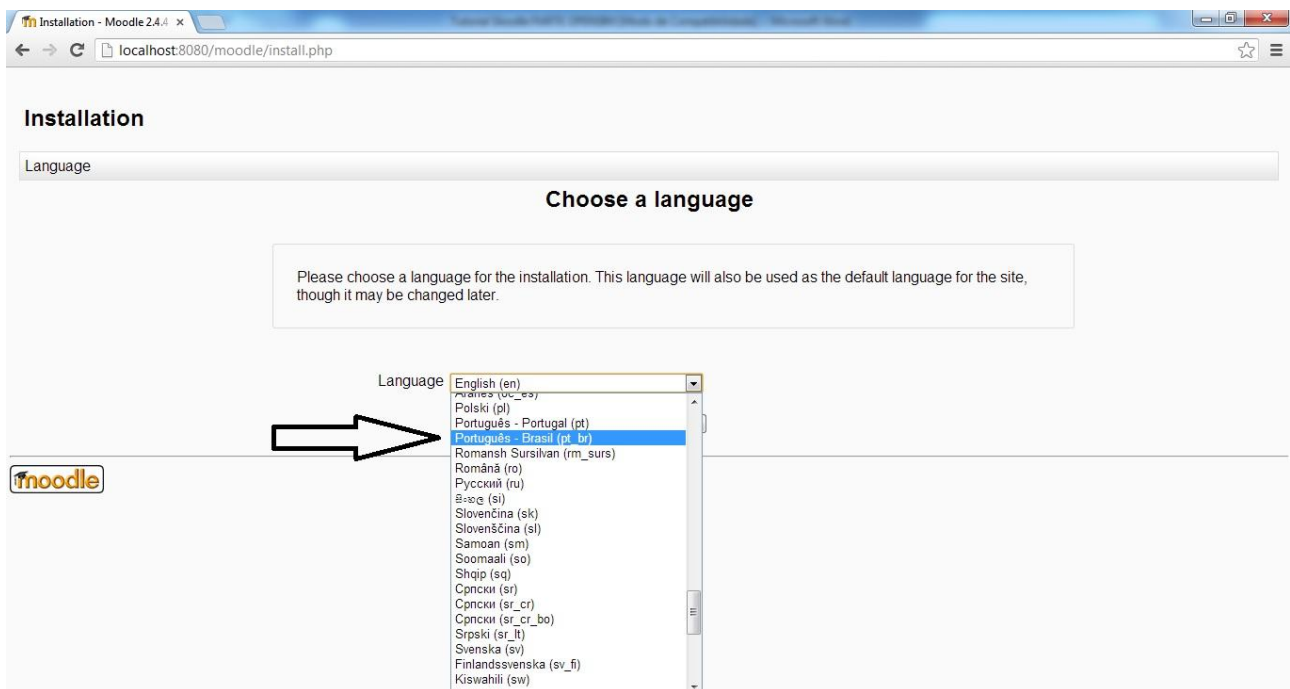 Installation - Moodle 2.4.4
localhost:8080/moodle/install.php
Installation
Language
Choose a language
Please choose a language for the installation. This language will also be used as the default language for the site,
though it may be changed later.
Language English (en)
Aranés (oc_es)
Polski (pl)
Português - Portugal (pt)
Português - Brasil (pt_br)
Romansh Sursilvan (rm_surs)
Română (ro)
Русский (ru)
සිංහල (si)
Slovenčina (sk)
Slovenščina (sl)
Samoan (sm)
Soomaali (so)
Shqip (sq)
Српски (sr)
Српски (sr_cr)
Српски (sr_cr_bo)
Srpski (sr_lt)
Svenska (sv)
Finlandssvenska (sv_fi)
Kiswahili (sw)
moodle